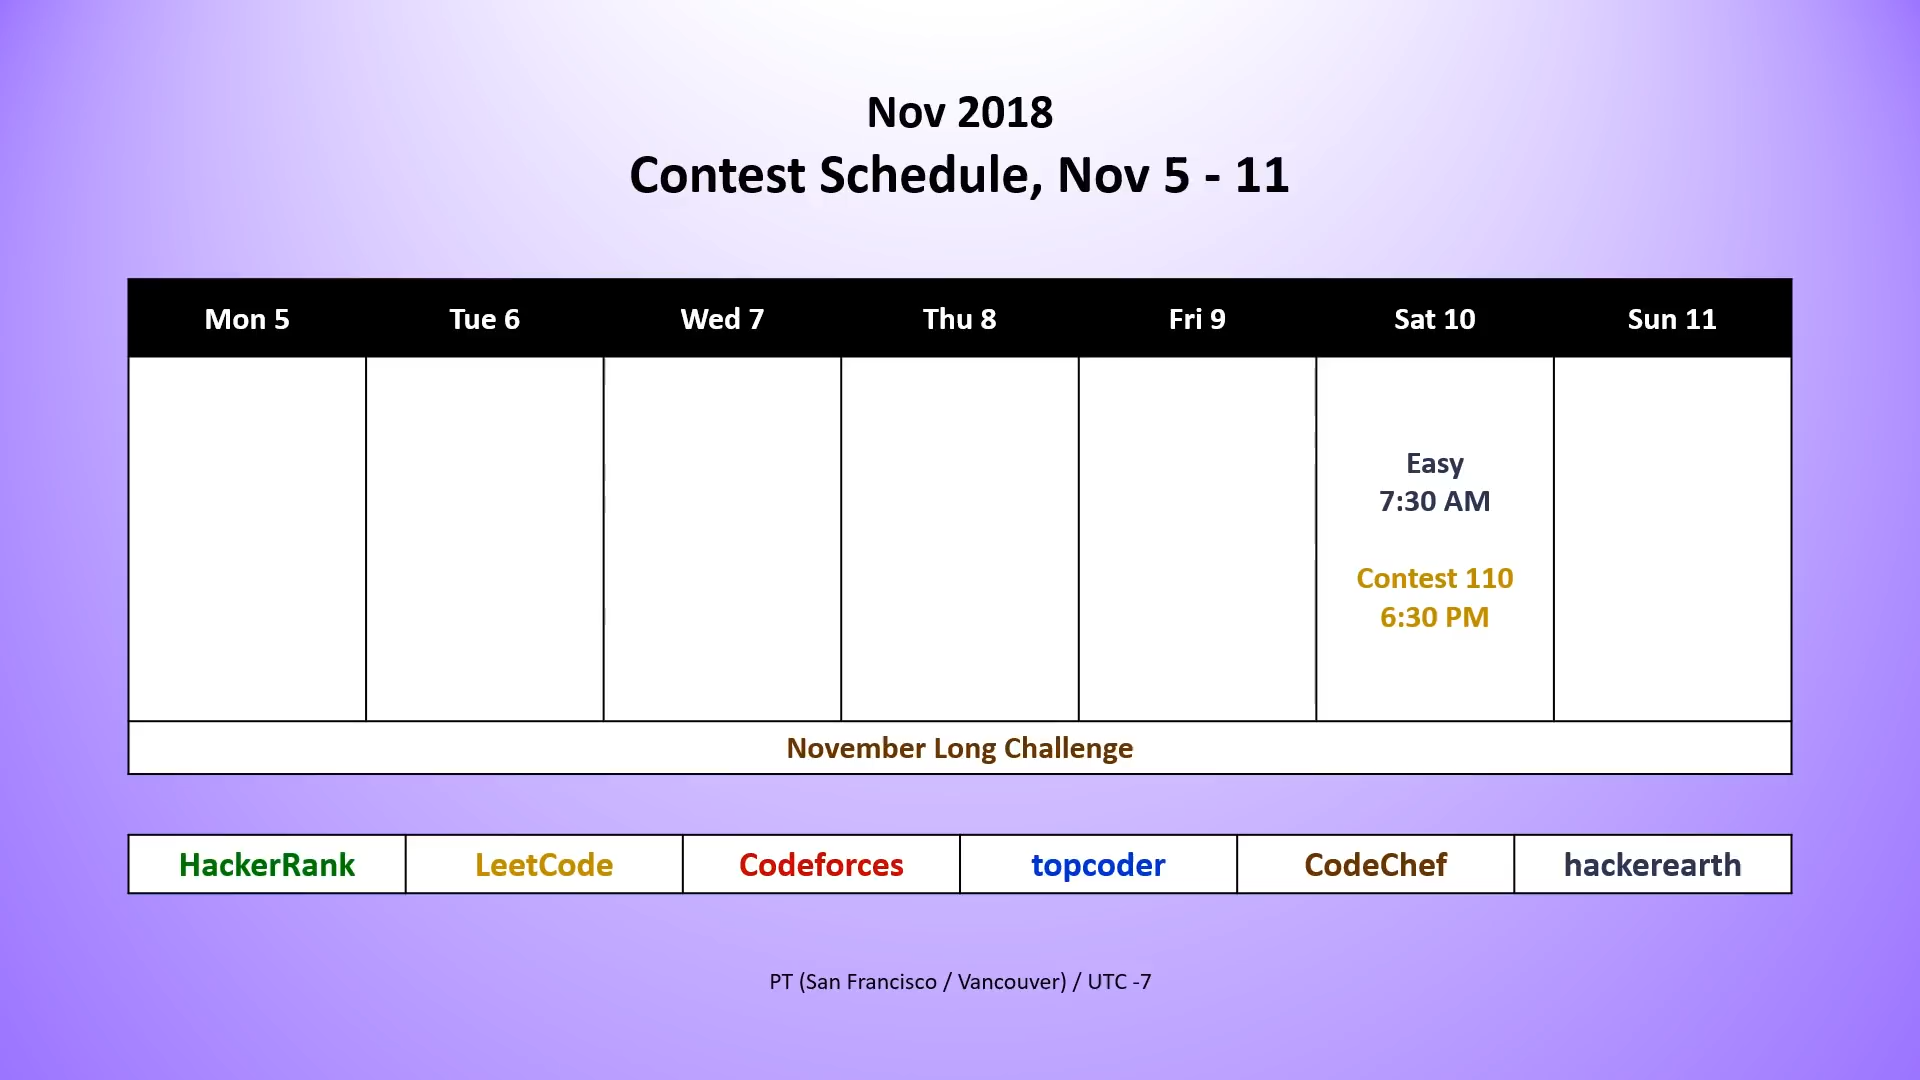 Nov 2018
Contest Schedule, Nov 5 - 11
Mon 5 Tue 6 Wed 7 Thu 8 Fri 9 Sat 10 Sun 11
Easy
7:30 AM
Contest 110
6:30 PM
November Long Challenge
HackerRank LeetCode Codeforces topcoder CodeChef hackerearth
PT (San Francisco / Vancouver) / UTC -7